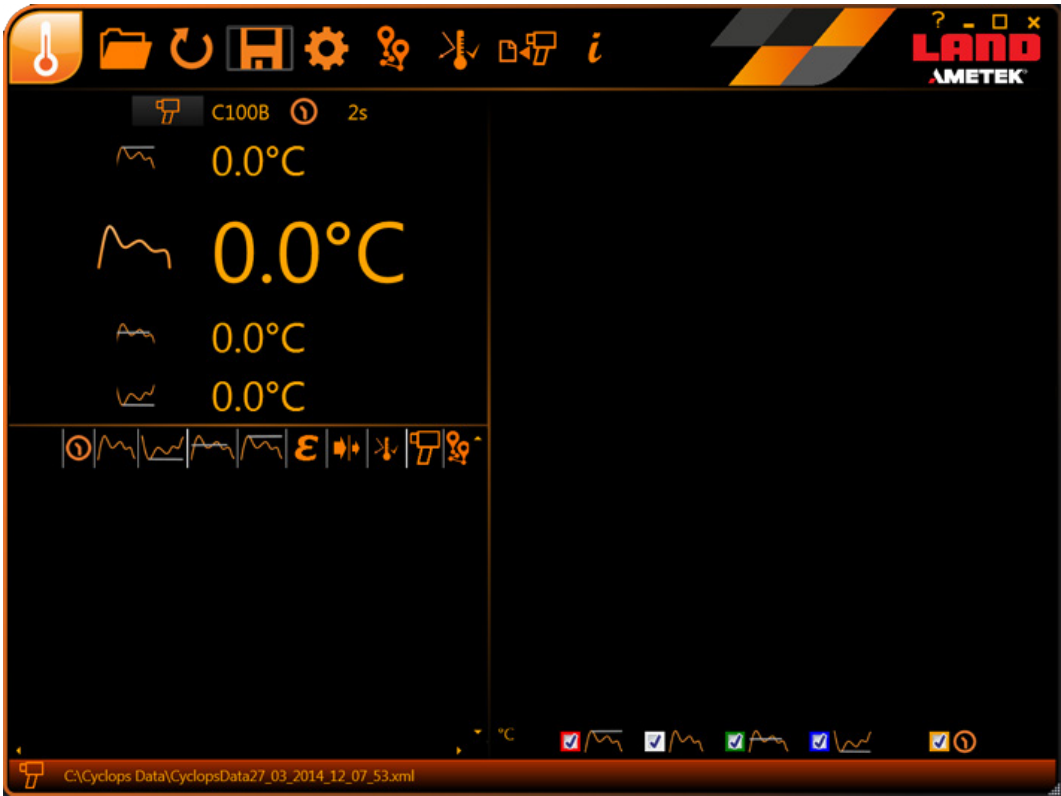 i
?
LAND
AMETEK®
C100B 2s
0.0°C
0.0°C
0.0°C
0.0°C
ε
°C
C:\Cyclops Data\CyclopsData27_03_2014_12_07_53.xml